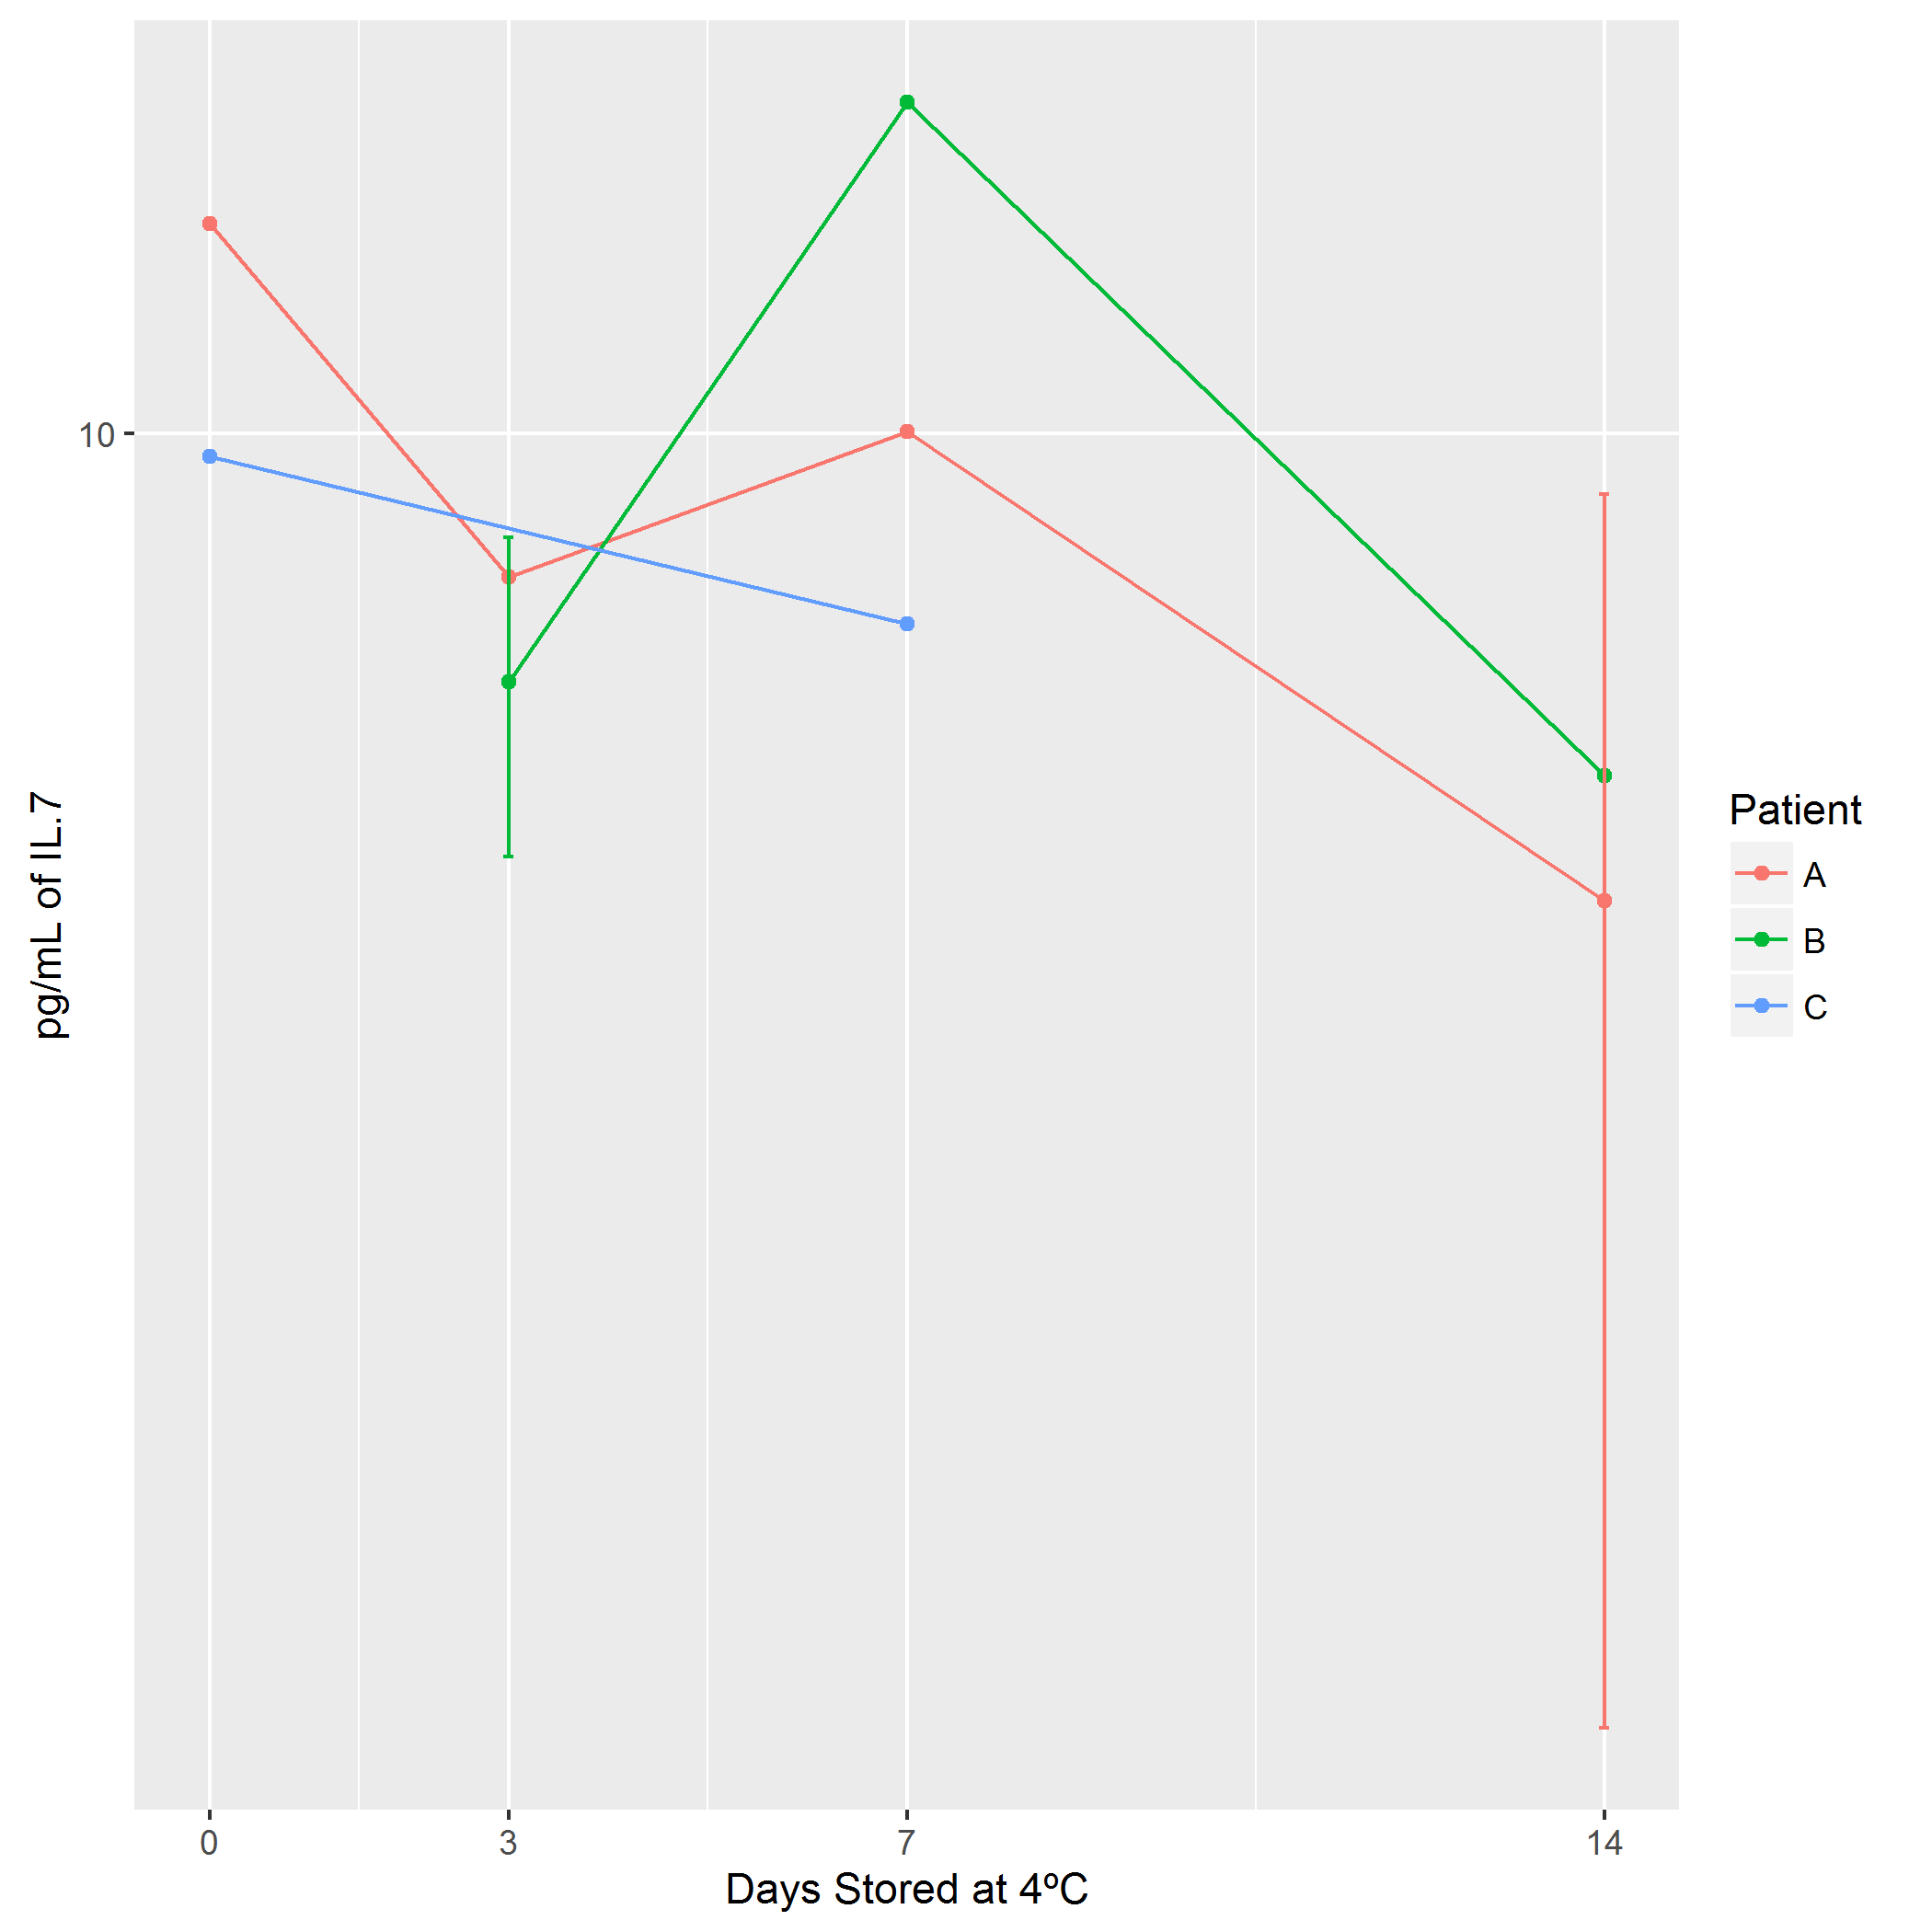 pg/mL of IL.7
10
0 3 7 14
Days Stored at 4ºC
Patient
A
B
C